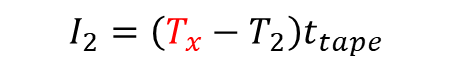 I₂ = (Tₓ − T₂)t_tape